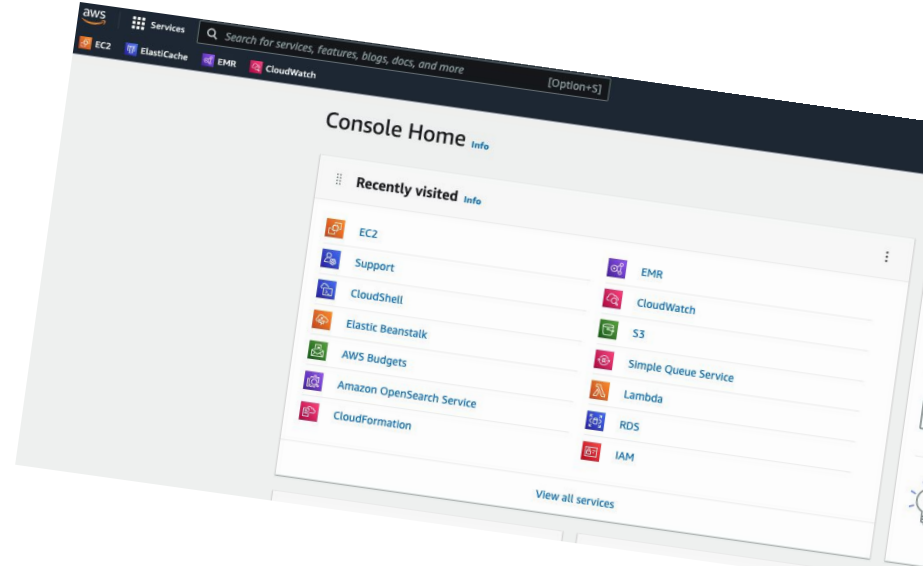 aws
Services
Search for services, features, blogs, docs, and more
[Option+S]
EC2
ElastiCache
EMR
CloudWatch
Console Home Info
Recently visited Info
EC2
Support
CloudShell
Elastic Beanstalk
AWS Budgets
Amazon OpenSearch Service
CloudFormation
EMR
CloudWatch
S3
Simple Queue Service
Lambda
RDS
IAM
View all services